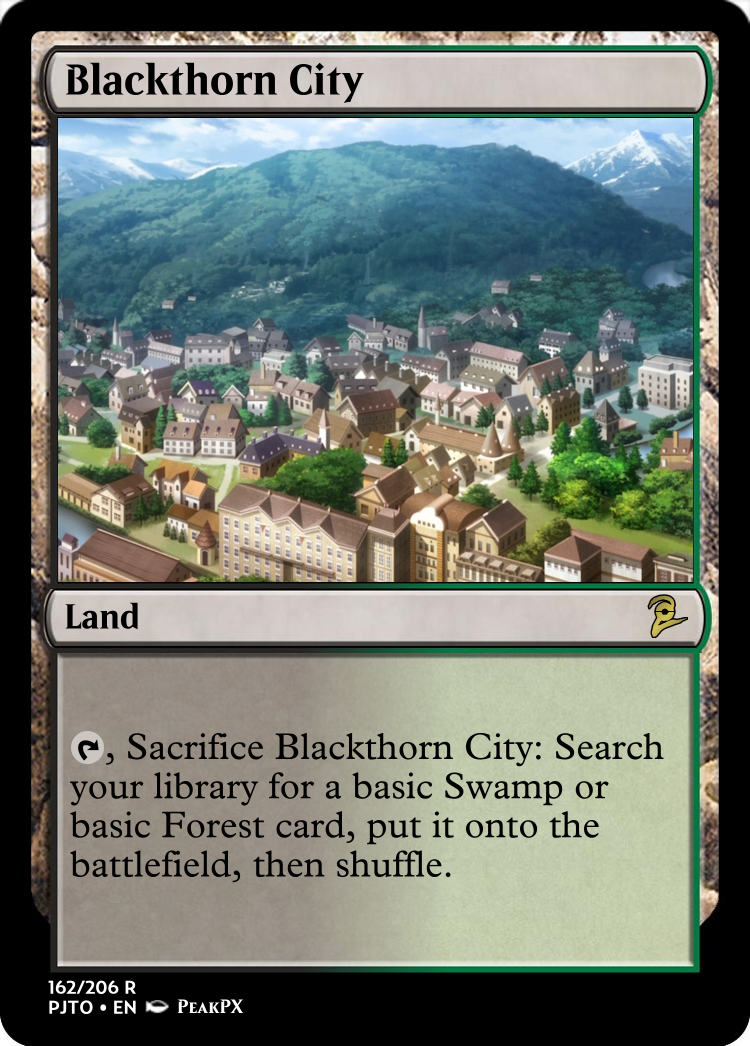 Blackthorn City
Land
, Sacrifice Blackthorn City: Search
your library for a basic Swamp or
basic Forest card, put it onto the
battlefield, then shuffle.
162/206 R
PJTO • EN PeakPX